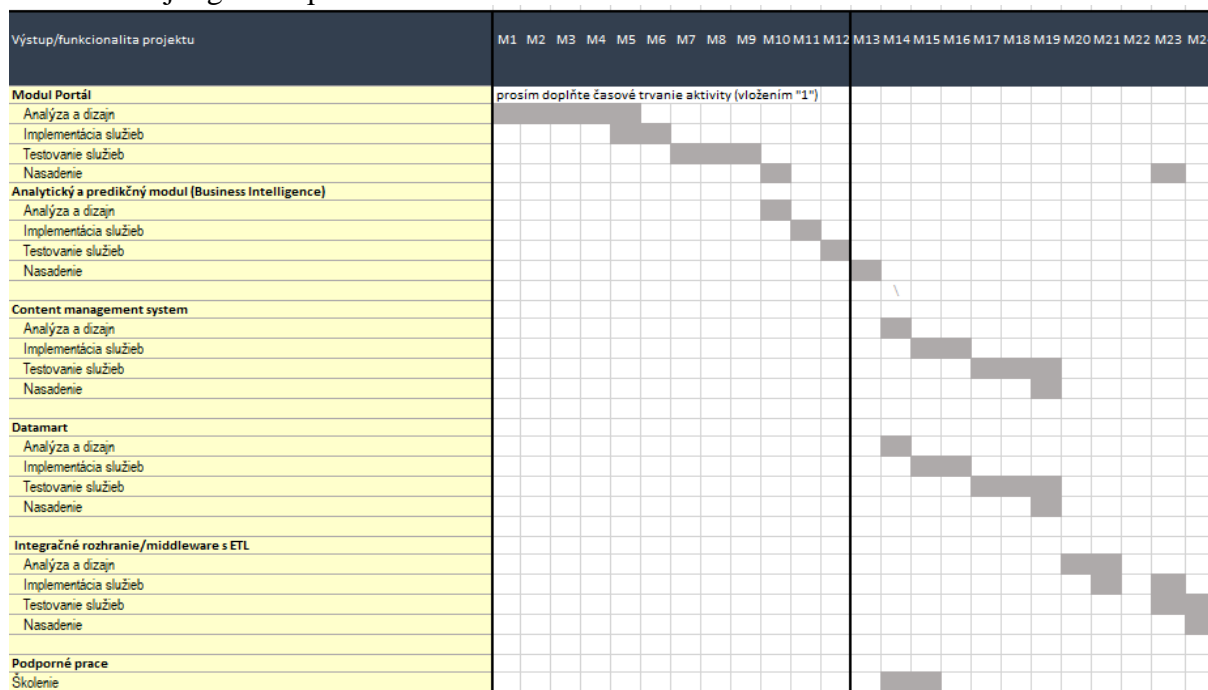 Výstup/funkcionalita projektu M1 M2 M3 M4 M5 M6 M7 M8 M9 M10 M11 M12 M13 M14 M15 M16 M17 M18 M19 M20 M21 M22 M23
Modul Portál prosím doplňte časové trvanie aktivity (vložením "1")
Analýza a dizajn
Implementácia služieb
Testovanie služieb
Nasadenie
Analytický a predikčný modul (Business Intelligence)
Analýza a dizajn
Implementácia služieb
Testovanie služieb
Nasadenie
\
Content management system
Analýza a dizajn
Implementácia služieb
Testovanie služieb
Nasadenie
Datamart
Analýza a dizajn
Implementácia služieb
Testovanie služieb
Nasadenie
Integračné rozhranie/middleware s ETL
Analýza a dizajn
Implementácia služieb
Testovanie služieb
Nasadenie
Podporné prace
Školenie